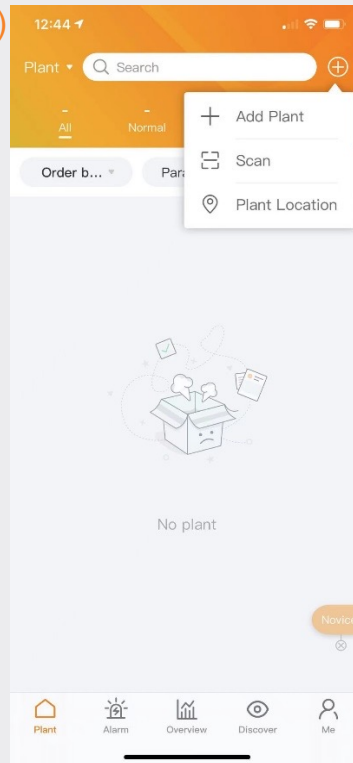 12:44
Plant
Search
Add Plant
Scan
Plant Location
-
All
-
Normal
Order b...
Para
No plant
Novice
Plant
Alarm
Overview
Discover
Me